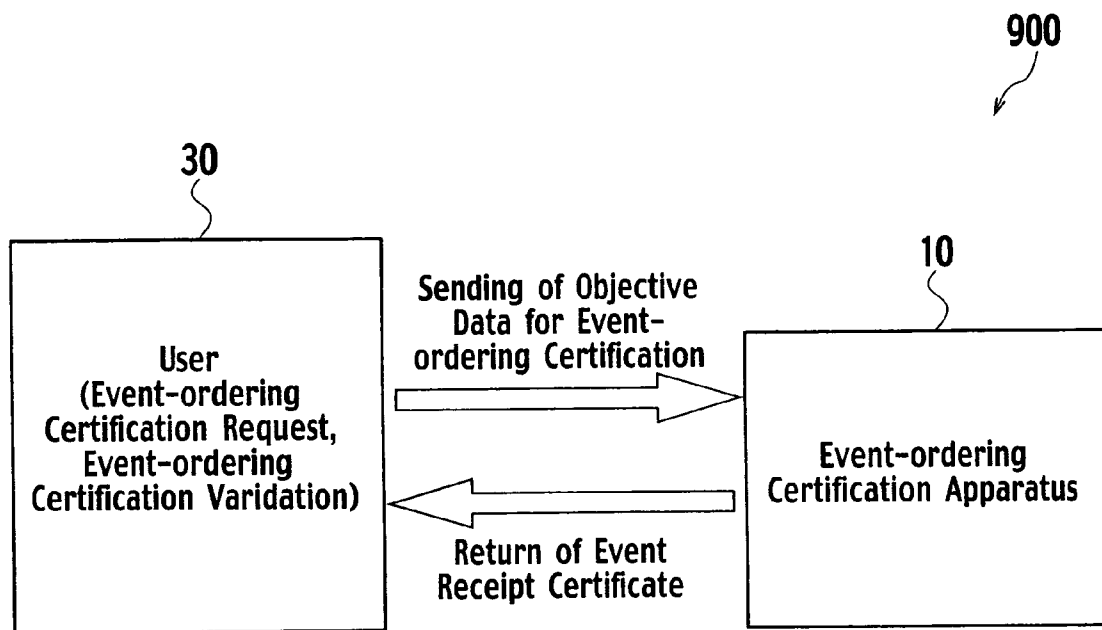 900
30
10
Sending of Objective
Data for Event-
ordering Certification
User
(Event-ordering
Certification Request,
Event-ordering
Certification Varidation)
Event-ordering
Certification Apparatus
Return of Event
Receipt Certificate